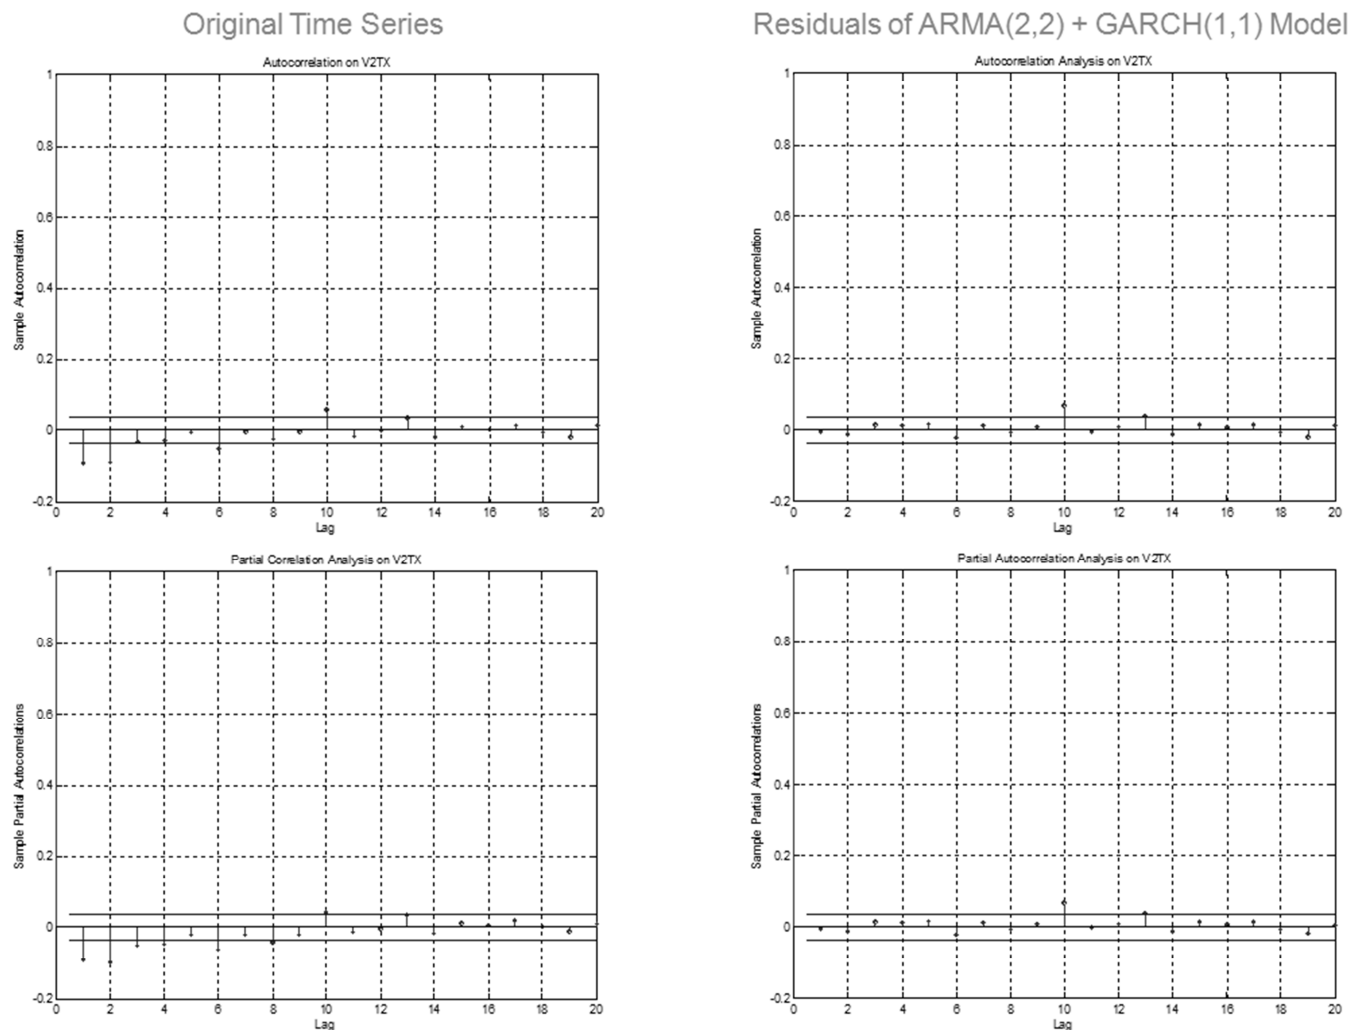 Original Time Series
Autocorrelation on V2TX
1
0.8
0.6
0.4
0.2
0
-0.2
Sample Autocorrelation
0 2 4 6 8 10 12 14 16 18 20
Lag
Partial Correlation Analysis on V2TX
1
0.8
0.6
0.4
0.2
0
-0.2
Sample Partial Autocorrelations
0 2 4 6 8 10 12 14 16 18 20
Lag
Residuals of ARMA(2,2) + GARCH(1,1) Model
Autocorrelation Analysis on V2TX
1
0.8
0.6
0.4
0.2
0
-0.2
Sample Autocorrelation
0 2 4 6 8 10 12 14 16 18 20
Lag
Partial Autocorrelation Analysis on V2TX
1
0.8
0.6
0.4
0.2
0
-0.2
Sample Partial Autocorrelations
0 2 4 6 8 10 12 14 16 18 20
Lag